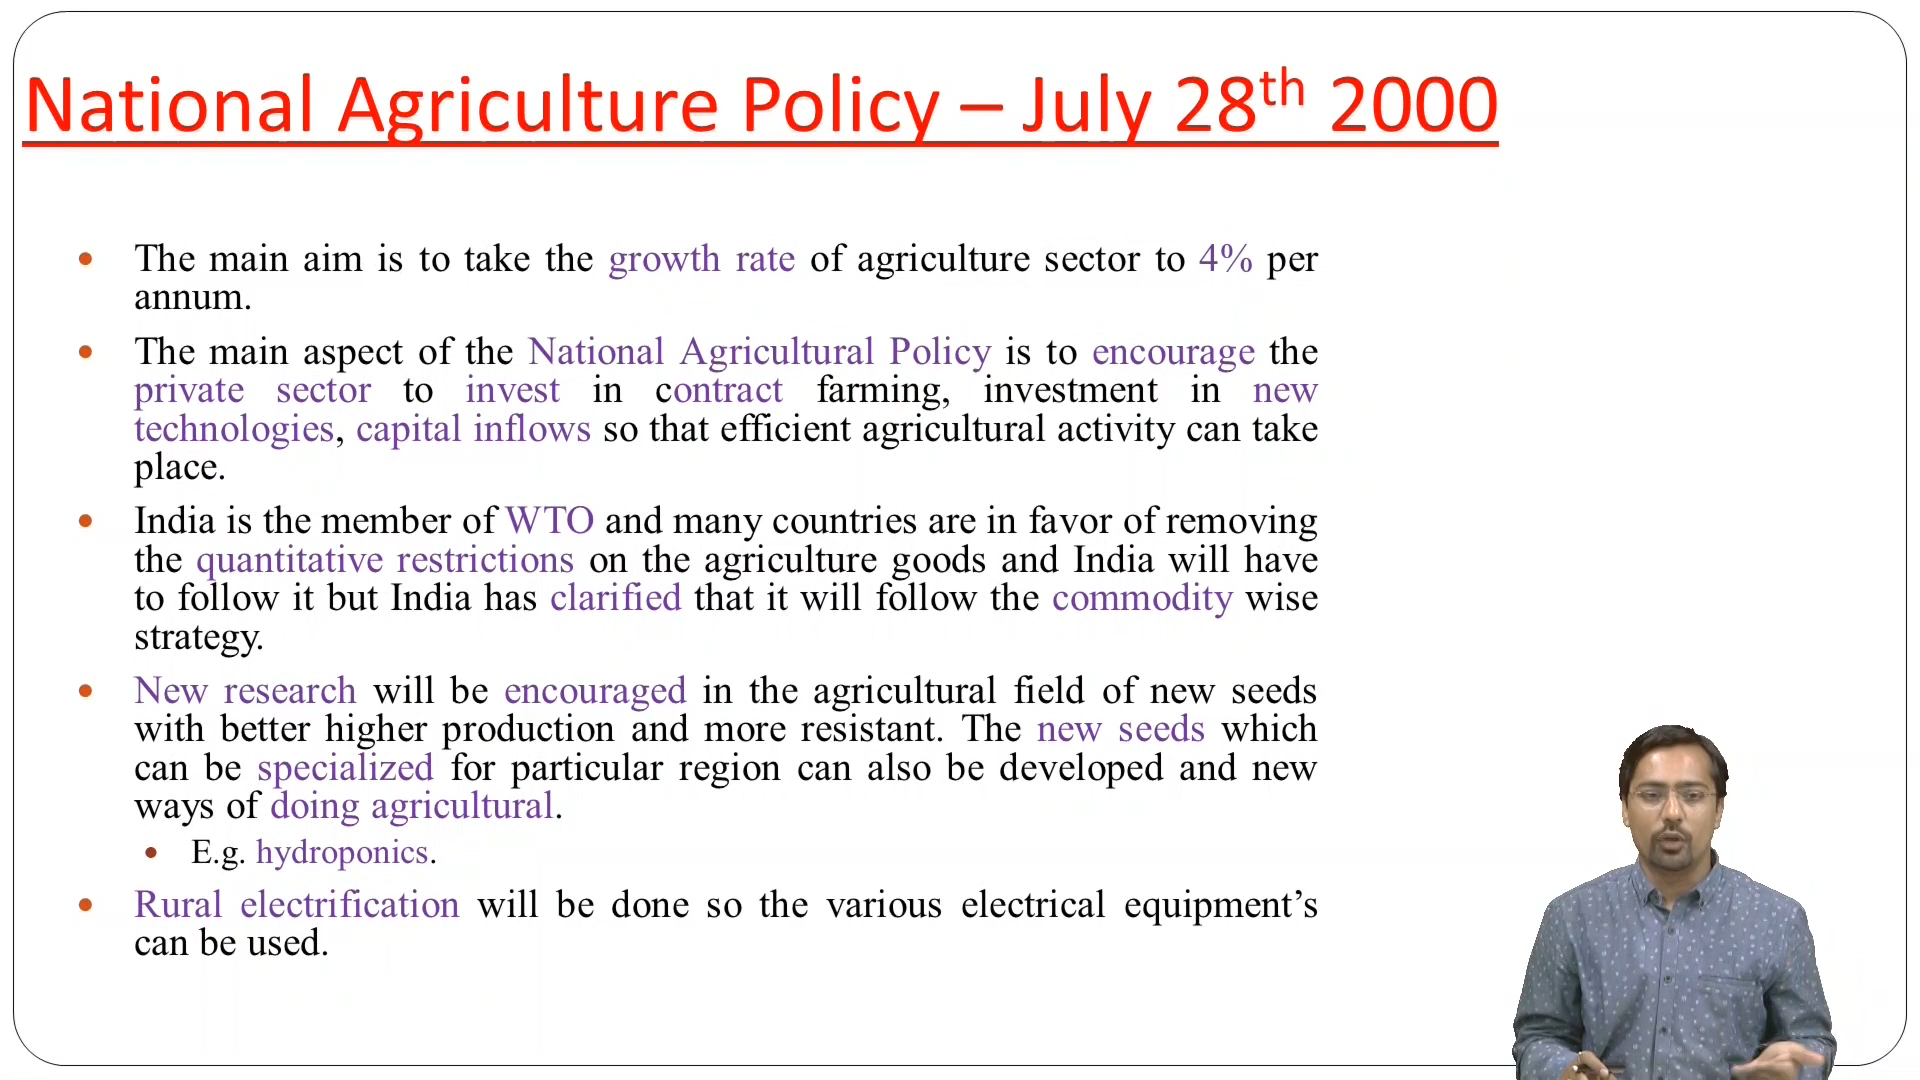 National Agriculture Policy – July 28th 2000
• The main aim is to take the growth rate of agriculture sector to 4% per
annum.
• The main aspect of the National Agricultural Policy is to encourage the
private sector to invest in contract farming, investment in new
technologies, capital inflows so that efficient agricultural activity can take
place.
• India is the member of WTO and many countries are in favor of removing
the quantitative restrictions on the agriculture goods and India will have
to follow it but India has clarified that it will follow the commodity wise
strategy.
• New research will be encouraged in the agricultural field of new seeds
with better higher production and more resistant. The new seeds which
can be specialized for particular region can also be developed and new
ways of doing agricultural.
• E.g. hydroponics.
• Rural electrification will be done so the various electrical equipment’s
can be used.